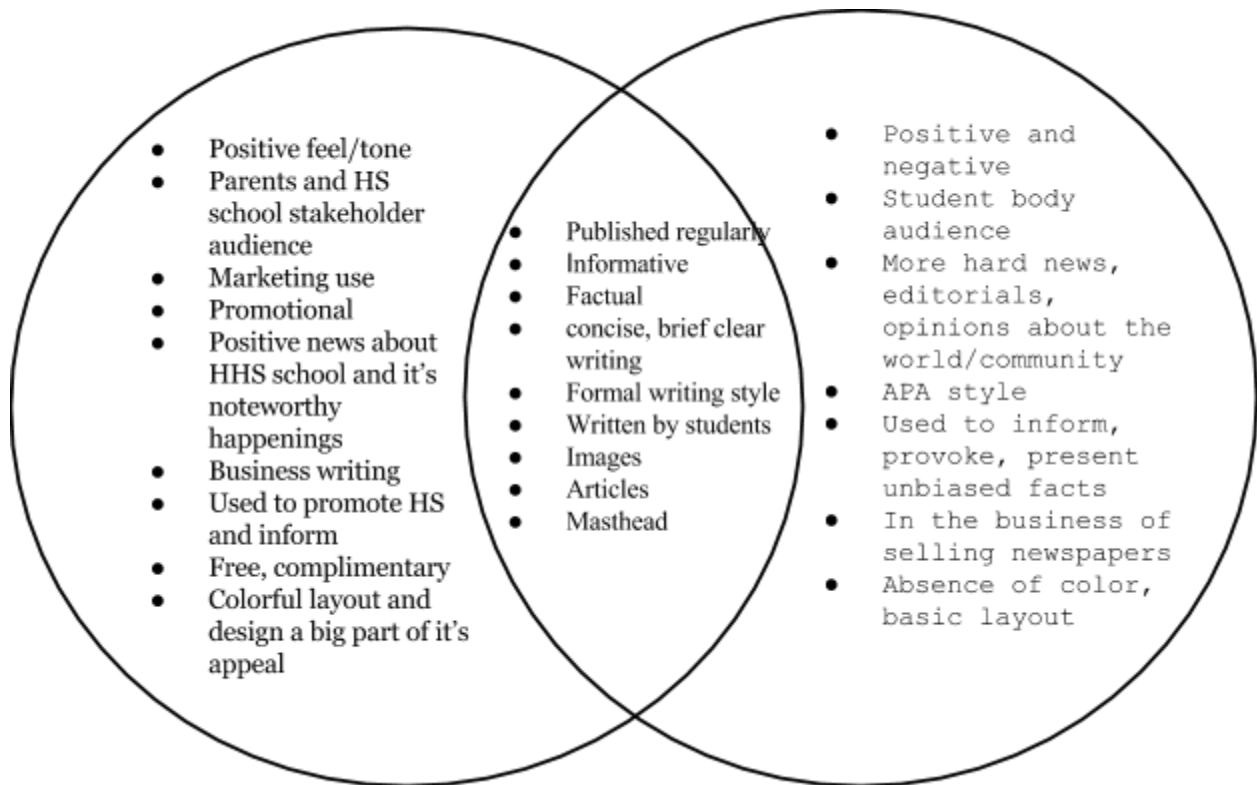 Positive feel/tone
Parents and HS
school stakeholder
audience
Marketing use
Promotional
Positive news about
HHS school and it's
noteworthy
happenings
Business writing
Used to promote HS
and inform
Free, complimentary
Colorful layout and
design a big part of it's
appeal
Published regularly
Informative
Factual
concise, brief clear
writing
Formal writing style
Written by students
Images
Articles
Masthead
Positive and
negative
Student body
audience
More hard news,
editorials,
opinions about the
world/community
APA style
Used to inform,
provoke, present
unbiased facts
In the business of
selling newspapers
Absence of color,
basic layout